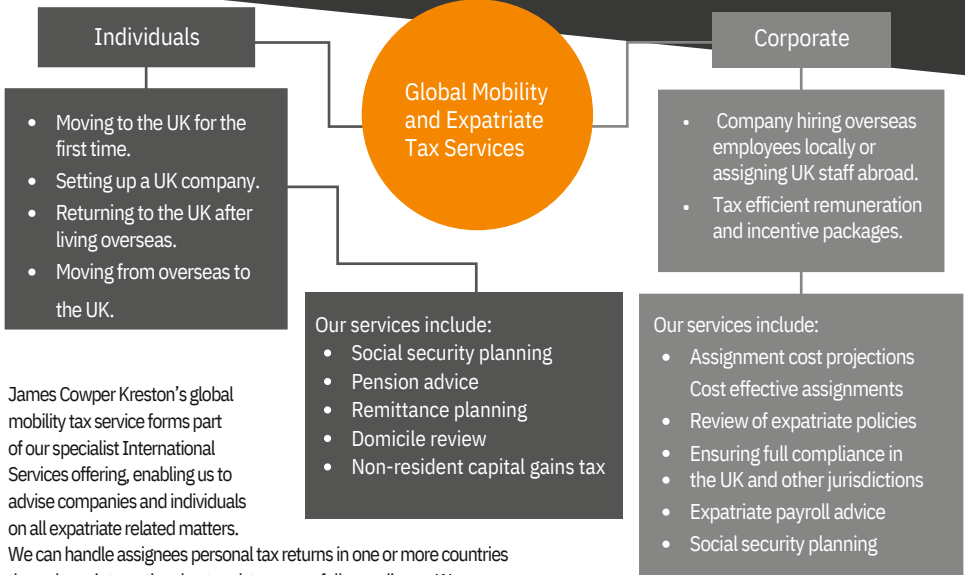 Individuals
Global Mobility
and Expatriate
Tax Services
Corporate
• Moving to the UK for the
first time.
• Setting up a UK company.
• Returning to the UK after
living overseas.
• Moving from overseas to
the UK.
• Company hiring overseas
employees locally or
assigning UK staff abroad.
• Tax efficient remuneration
and incentive packages.
Our services include:
• Social security planning
• Pension advice
• Remittance planning
• Domicile review
• Non-resident capital gains tax
Our services include:
• Assignment cost projections
Cost effective assignments
• Review of expatriate policies
• Ensuring full compliance in
• the UK and other jurisdictions
• Expatriate payroll advice
• Social security planning
James Cowper Kreston’s global
mobility tax service forms part
of our specialist International
Services offering, enabling us to
advise companies and individuals
on all expatriate related matters.
We can handle assignees personal tax returns in one or more countries